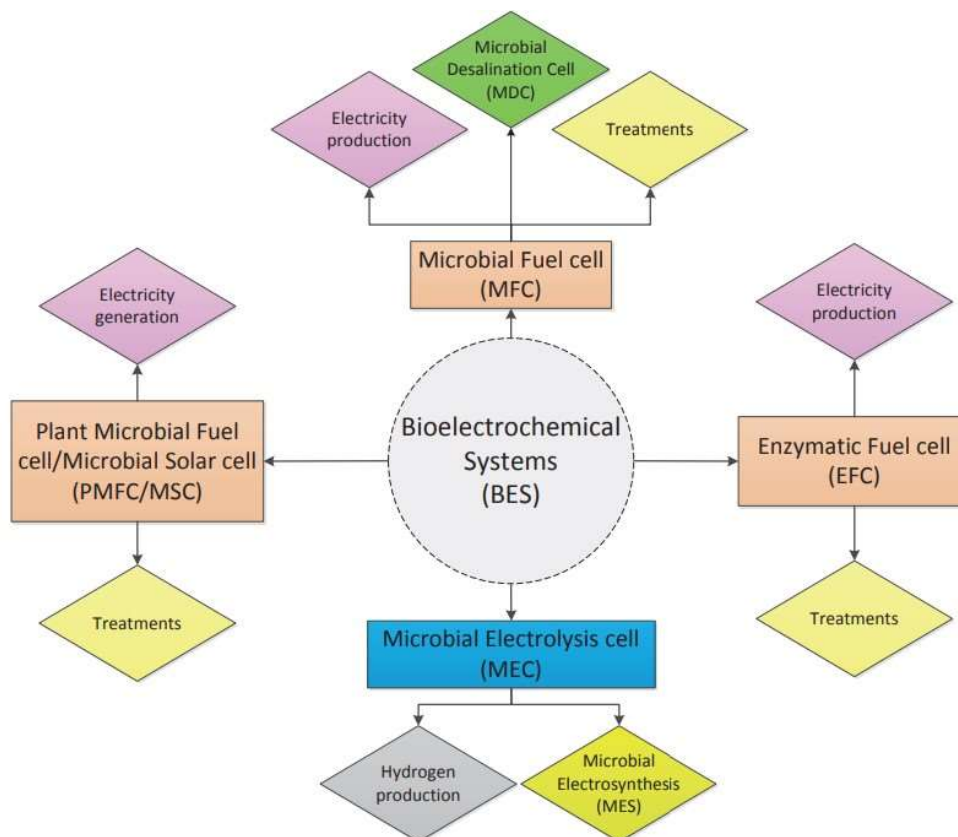 Microbial
Desalination Cell
(MDC)
Electricity
production
Treatments
Microbial Fuel cell
(MFC)
Electricity
generation
Electricity
production
Plant Microbial Fuel
cell/Microbial Solar cell
(PMFC/MSC)
Bioelectrochemical
Systems
(BES)
Enzymatic Fuel cell
(EFC)
Treatments
Treatments
Microbial Electrolysis cell
(MEC)
Hydrogen
production
Microbial
Electrosynthesis
(MES)